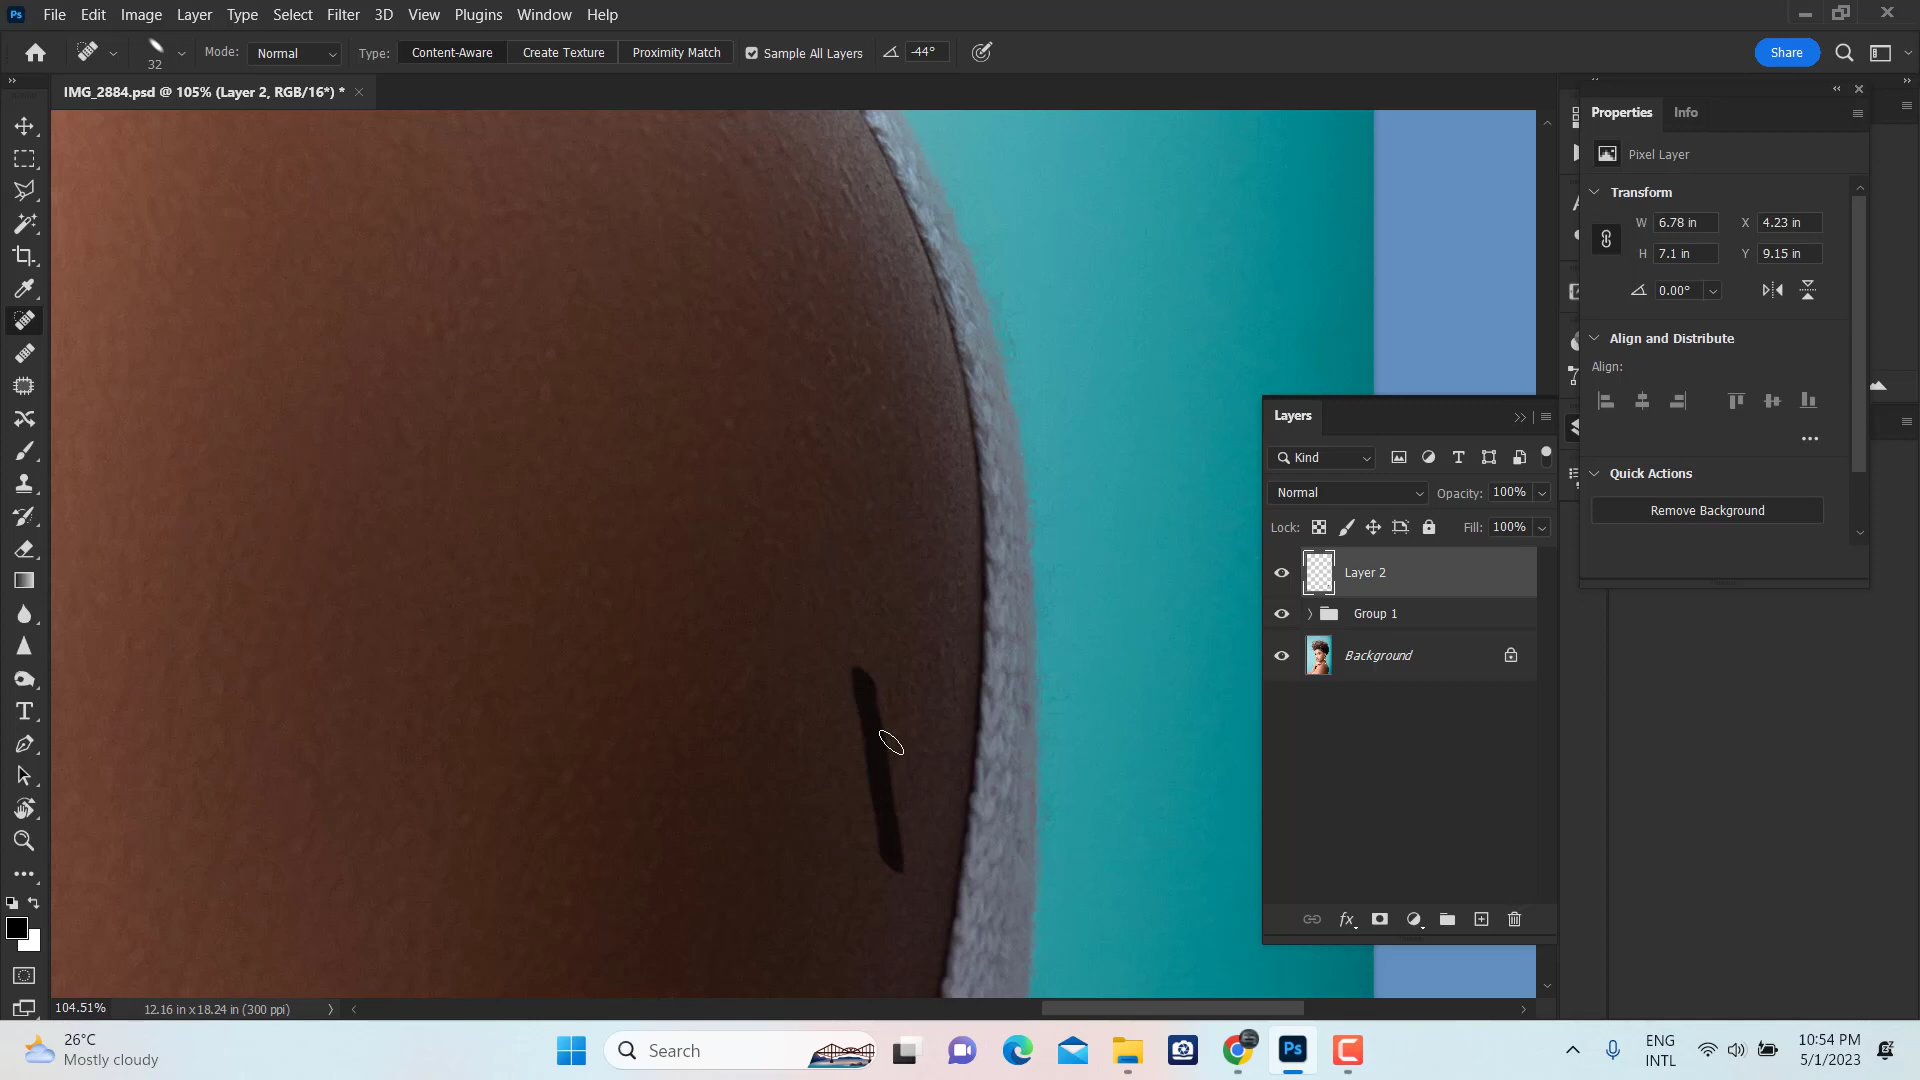 Ps File Edit Image Layer Type Select Filter 3D View Plugins Window Help
32 Mode: Normal Type: Content-Aware Create Texture Proximity Match Sample All Layers -44° Share
IMG_2884.psd @ 105% (Layer 2, RGB/16*) *
Properties Info
Pixel Layer
Transform
W 6.78 in X 4.23 in
H 7.1 in Y 9.15 in
0.00°
Align and Distribute
Align:
Quick Actions
Remove Background
Layers
Kind
Normal Opacity: 100%
Lock: Fill: 100%
Layer 2
Group 1
Background
104.51% 12.16 in x 18.24 in (300 ppi)
26°C
Mostly cloudy
Search
Ps
ENG
INTL
10:54 PM
5/1/2023